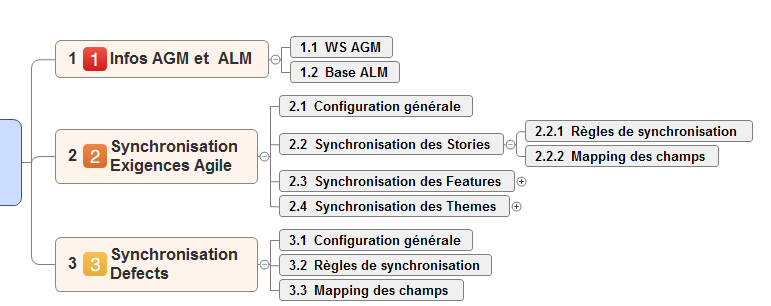 1 1 Infos AGM et ALM
1.1 WS AGM
1.2 Base ALM
2 2 Synchronisation
Exigences Agile
2.1 Configuration générale
2.2 Synchronisation des Stories
2.2.1 Règles de synchronisation
2.2.2 Mapping des champs
2.3 Synchronisation des Features
2.4 Synchronisation des Themes
3 3 Synchronisation
Defects
3.1 Configuration générale
3.2 Règles de synchronisation
3.3 Mapping des champs